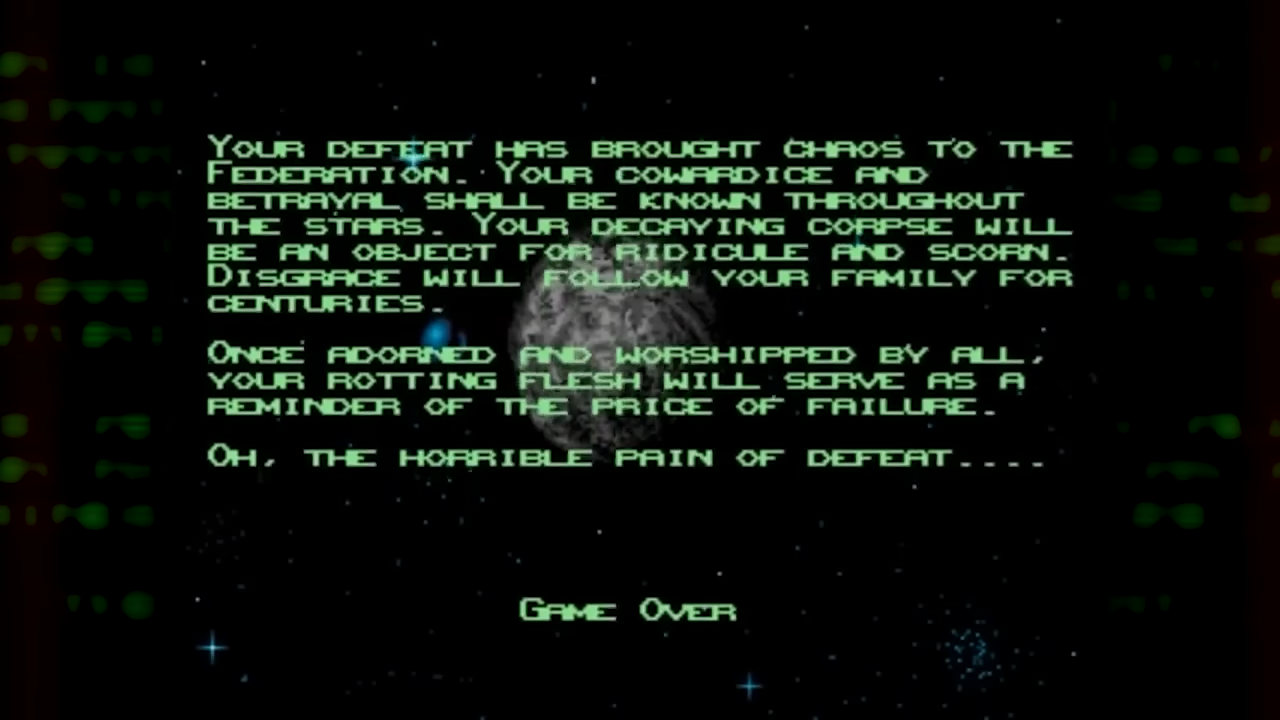 Your defeat has brought chaos to the
Federation. Your cowardice and
betrayal shall be known throughout
the stars. Your decaying corpse will
be an object for ridicule and scorn.
Disgrace will follow your family for
centuries.
Once adorned and worshipped by all,
your rotting flesh will serve as a
reminder of the price of failure.
Oh, the horrible pain of defeat....
Game Over